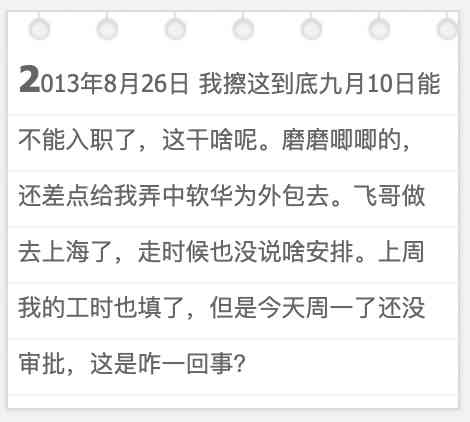 2013年8月26日 我擦这到底九月10日能
不能入职了，这干啥呢。磨磨唧唧的，
还差点给我弄中软华为外包去。飞哥做
去上海了，走时候也没说啥安排。上周
我的工时也填了，但是今天周一了还没
审批，这是咋一回事？